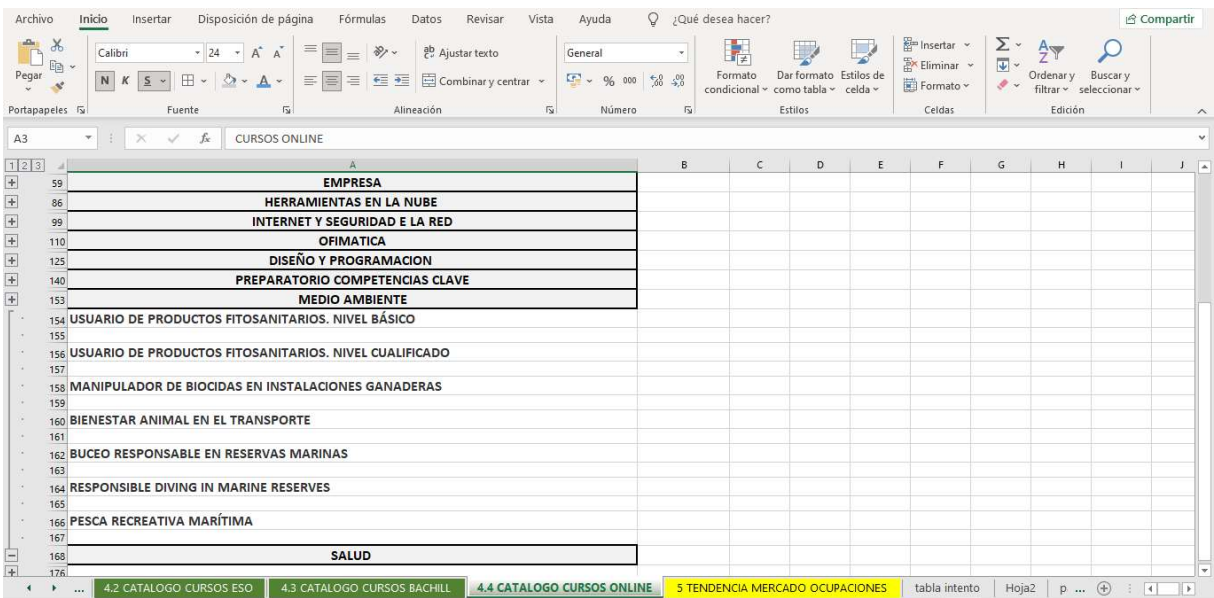 Archivo Inicio Insertar Disposición de página Fórmulas Datos Revisar Vista Ayuda ¿Qué desea hacer? Compartir
Pegar Calibri 24 A A ab Ajustar texto General Insertar Σ
N K S A Combinar y centrar % 000 Formato condicional Dar formato como tabla Estilos de celda Eliminar Formato Ordenar y filtrar Buscar y seleccionar
Portapapeles Fuente Alineación Número Estilos Celdas Edición
A3 fx CURSOS ONLINE
1 2 3 A B C D E F G H I J
59 EMPRESA
86 HERRAMIENTAS EN LA NUBE
99 INTERNET Y SEGURIDAD E LA RED
110 OFIMATICA
125 DISEÑO Y PROGRAMACION
140 PREPARATORIO COMPETENCIAS CLAVE
153 MEDIO AMBIENTE
154 USUARIO DE PRODUCTOS FITOSANITARIOS. NIVEL BÁSICO
155
156 USUARIO DE PRODUCTOS FITOSANITARIOS. NIVEL CUALIFICADO
157
158 MANIPULADOR DE BIOCIDAS EN INSTALACIONES GANADERAS
159
160 BIENESTAR ANIMAL EN EL TRANSPORTE
161
162 BUCEO RESPONSABLE EN RESERVAS MARINAS
163
164 RESPONSIBLE DIVING IN MARINE RESERVES
165
166 PESCA RECREATIVA MARÍTIMA
167
168 SALUD
176
... 4.2 CATALOGO CURSOS ESO 4.3 CATALOGO CURSOS BACHILL 4.4 CATALOGO CURSOS ONLINE 5 TENDENCIA MERCADO OCUPACIONES tabla intento Hoja2 p ...